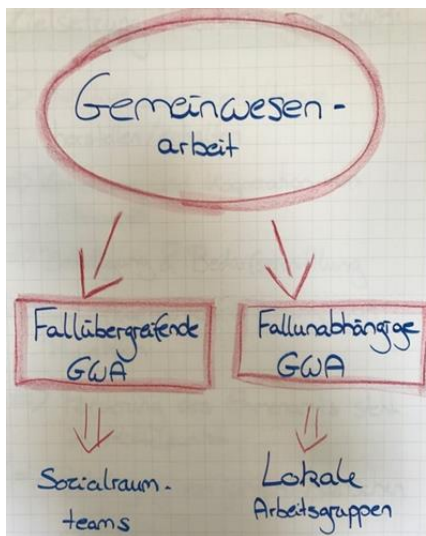 Gemeinwesen-
arbeit
Fallübergreifende
GWA
Fallunabhängige
GWA
Sozialraum-
teams
Lokale
Arbeitsgruppen